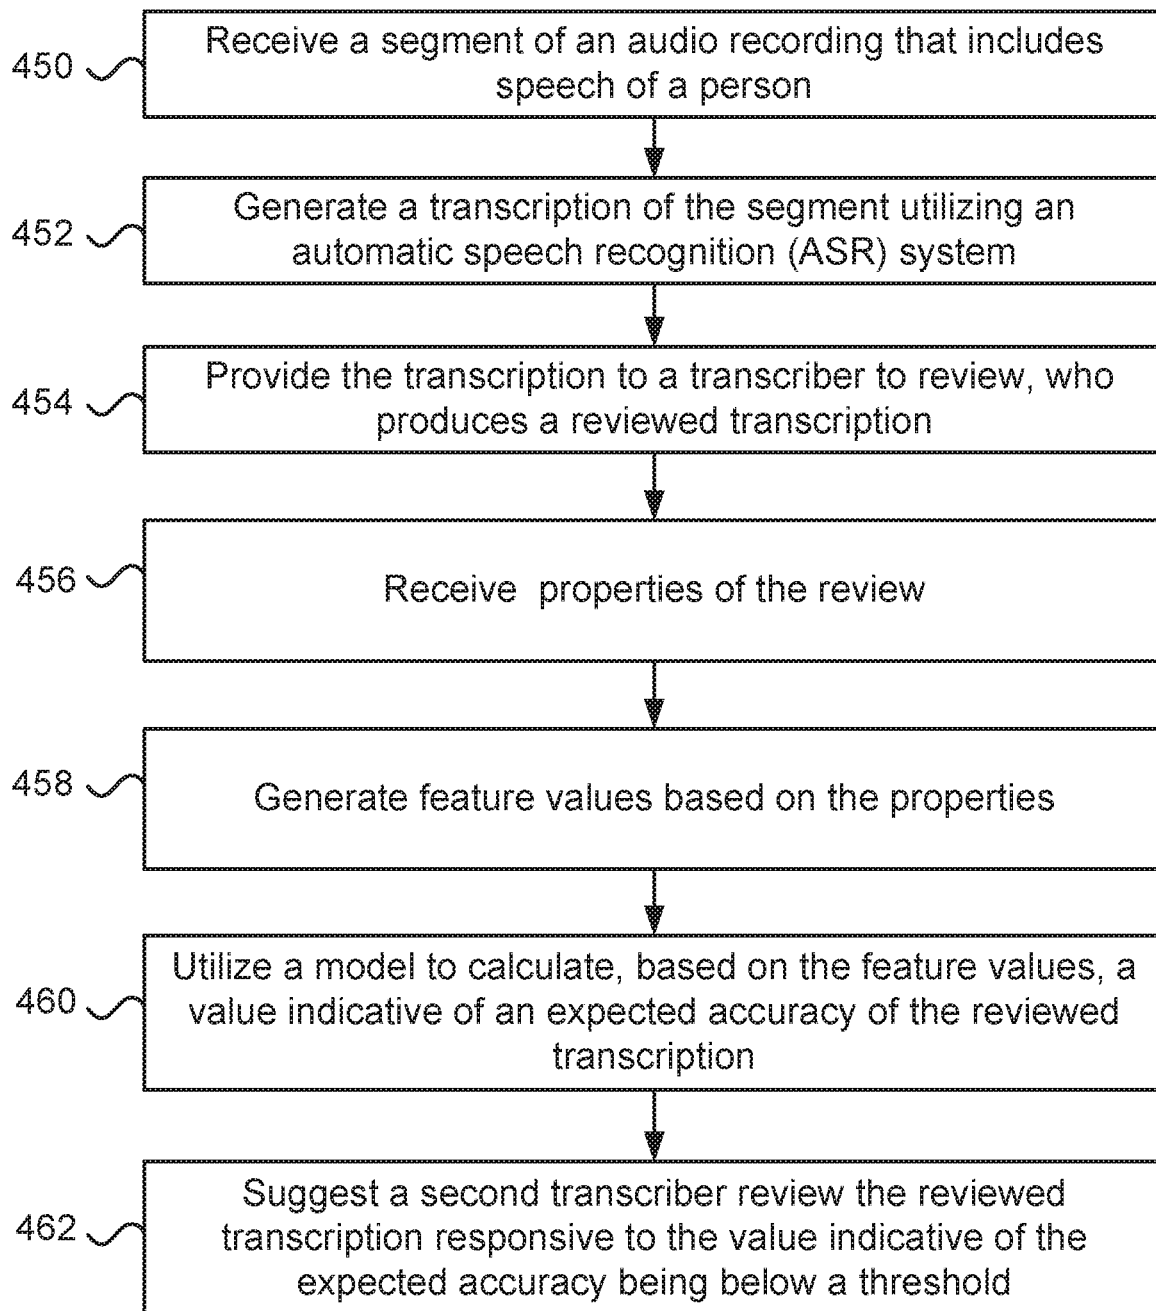 450
Receive a segment of an audio recording that includes
speech of a person
452
Generate a transcription of the segment utilizing an
automatic speech recognition (ASR) system
454
Provide the transcription to a transcriber to review, who
produces a reviewed transcription
456
Receive properties of the review
458
Generate feature values based on the properties
460
Utilize a model to calculate, based on the feature values, a
value indicative of an expected accuracy of the reviewed
transcription
462
Suggest a second transcriber review the reviewed
transcription responsive to the value indicative of the
expected accuracy being below a threshold